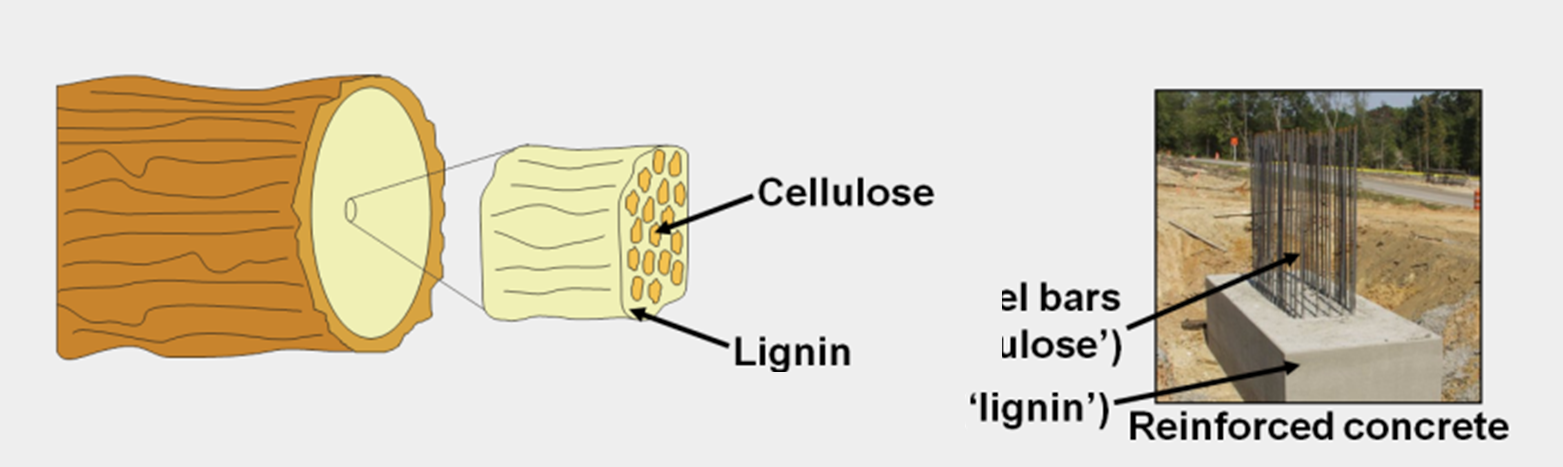 Cellulose
Lignin
el bars
ulose’)
‘lignin’)
Reinforced concrete